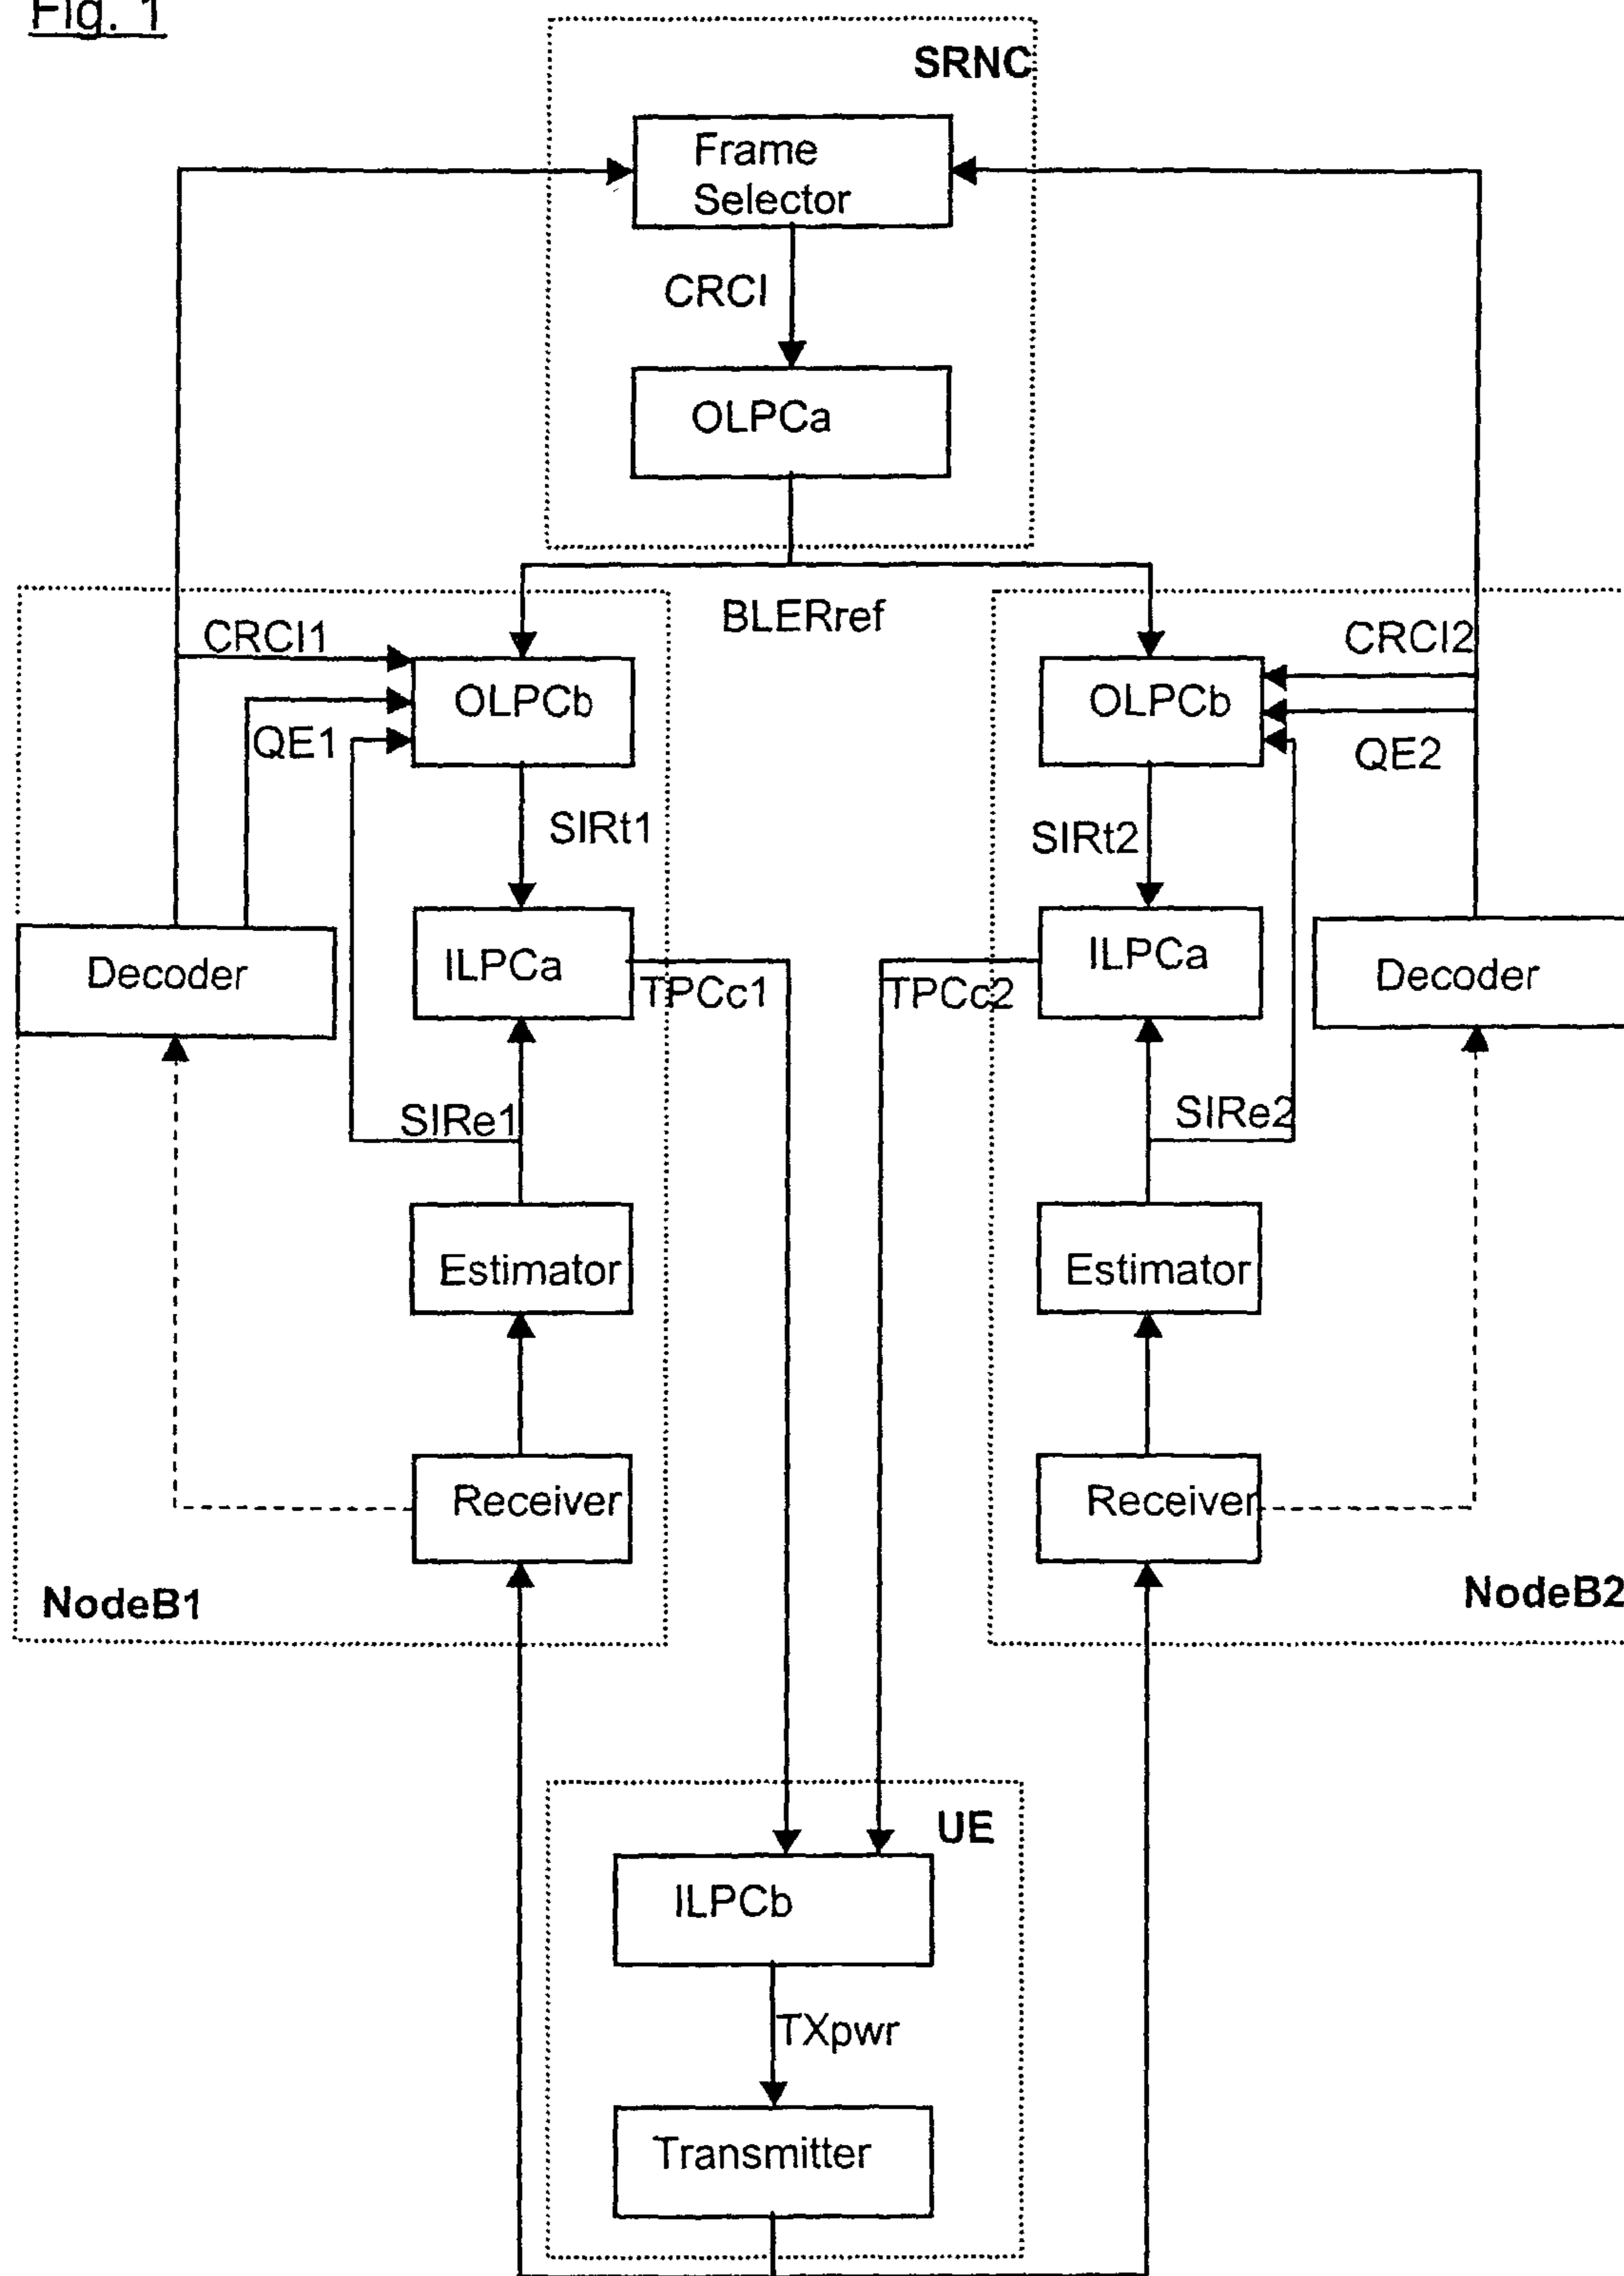 Fig. 1
SRNC
Frame
Selector
CRCI
OLPCa
BLERref
CRCI1
OLPCb
QE1
SIRt1
ILPCa
TPCc1
Decoder
SIRe1
Estimator
Receiver
NodeB1
CRCI2
OLPCb
QE2
SIRt2
ILPCa
TPCc2
Decoder
SIRe2
Estimator
Receiver
NodeB2
UE
ILPCb
TXpwr
Transmitter